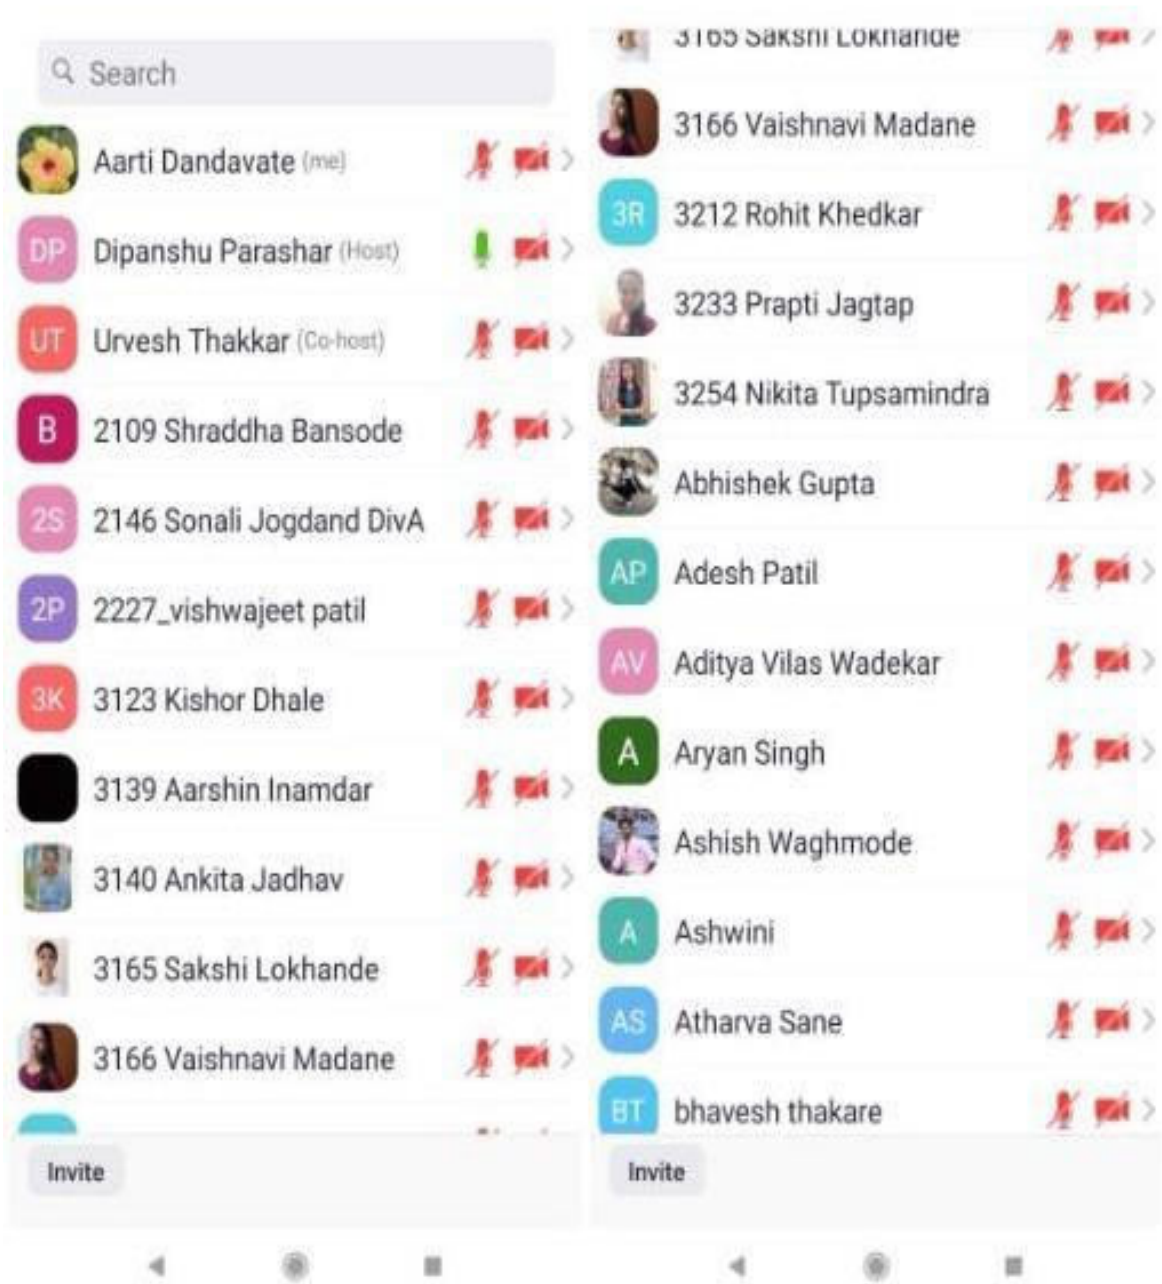 Search
Aarti Dandavate (me)
DP Dipanshu Parashar (Host)
UT Urvesh Thakkar (Co-host)
B 2109 Shraddha Bansode
2S 2146 Sonali Jogdand DivA
2P 2227_vishwajeet patil
3K 3123 Kishor Dhale
3139 Aarshin Inamdar
3140 Ankita Jadhav
3165 Sakshi Lokhande
3166 Vaishnavi Madane
Invite
3165 Sakshi Lokhande
3166 Vaishnavi Madane
3R 3212 Rohit Khedkar
3233 Prapti Jagtap
3254 Nikita Tupsamindra
Abhishek Gupta
AP Adesh Patil
AV Aditya Vilas Wadekar
A Aryan Singh
Ashish Waghmode
A Ashwini
AS Atharva Sane
BT bhavesh thakare
Invite